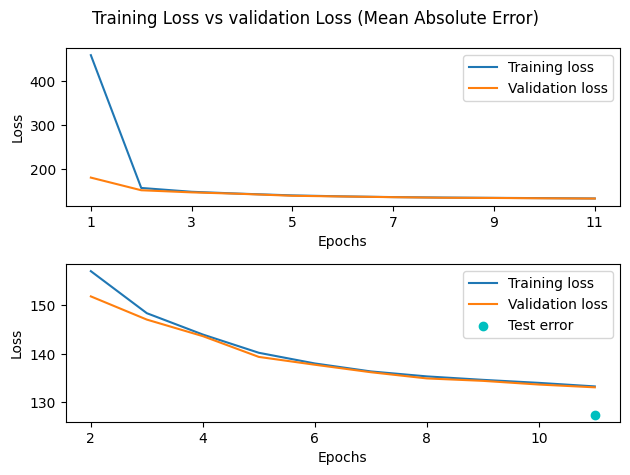 Training Loss vs validation Loss (Mean Absolute Error)
400
300
200
Loss
Training loss
Validation loss
1 3 5 7 9 11
Epochs
150
140
130
Loss
Training loss
Validation loss
Test error
2 4 6 8 10
Epochs